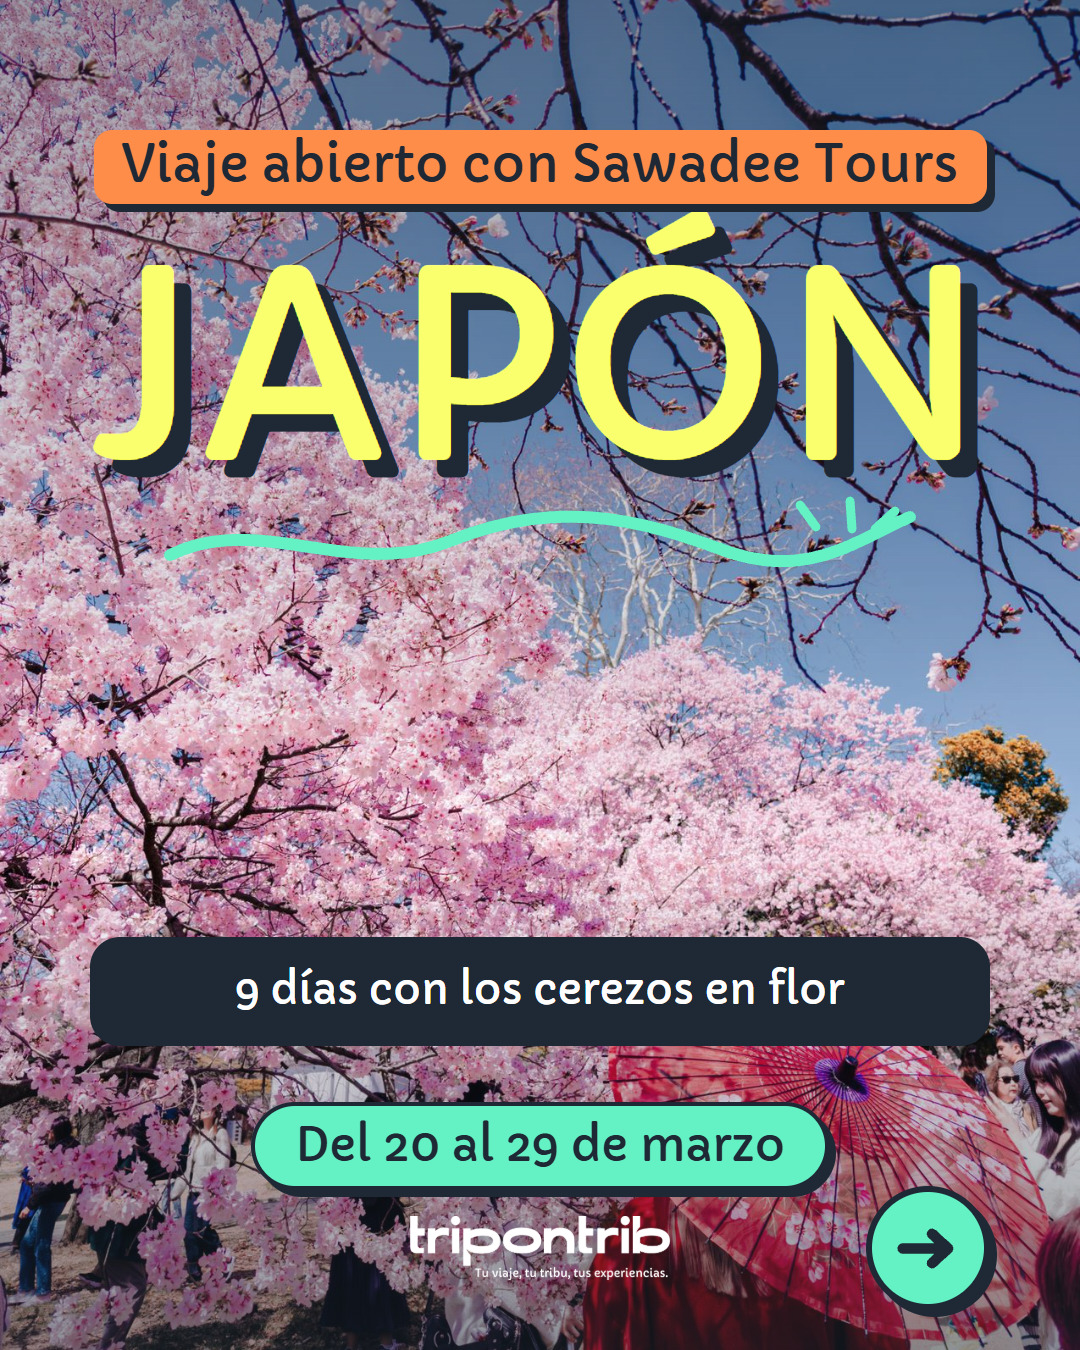 Viaje abierto con Sawadee Tours
JAPÓN
9 días con los cerezos en flor
Del 20 al 29 de marzo
tripontrib
Tu viaje, tu tribu, tus experiencias.